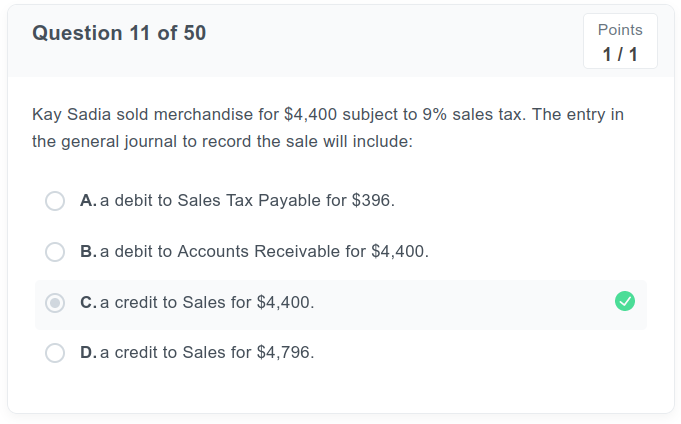 Question 11 of 50
Points
1 / 1
Kay Sadia sold merchandise for $4,400 subject to 9% sales tax. The entry in
the general journal to record the sale will include:
A. a debit to Sales Tax Payable for $396.
B. a debit to Accounts Receivable for $4,400.
C. a credit to Sales for $4,400.
D. a credit to Sales for $4,796.